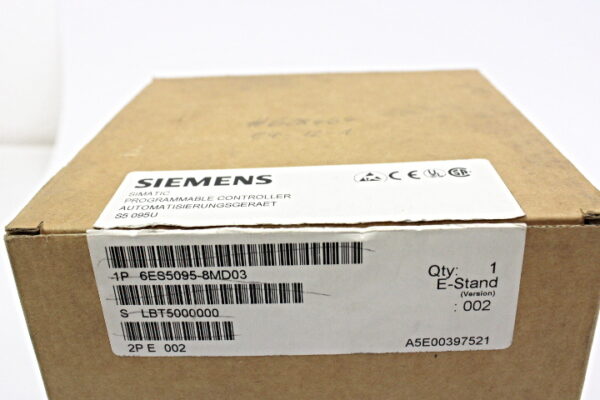 SIEMENS
SIMATIC
PROGRAMMABLE CONTROLLER
AUTOMATISIERUNGSGERAET
S5 095U
1P 6ES5095-8MD03
S LBT5000000
2P E 002
Qty: 1
E-Stand
(Version)
: 002
A5E00397521